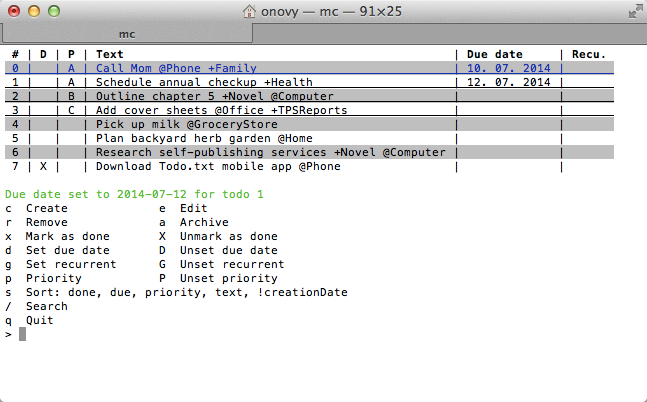 onovy — mc — 91×25
mc
# | D | P | Text | Due date | Recu.
0 | | A | Call Mom @Phone +Family | 10. 07. 2014 |
1 | | A | Schedule annual checkup +Health | 12. 07. 2014 |
2 | | B | Outline chapter 5 +Novel @Computer | |
3 | | C | Add cover sheets @Office +TPSReports | |
4 | | | Pick up milk @GroceryStore | |
5 | | | Plan backyard herb garden @Home | |
6 | | | Research self-publishing services +Novel @Computer | |
7 | X | | Download Todo.txt mobile app @Phone | |
Due date set to 2014-07-12 for todo 1
c Create e Edit
r Remove a Archive
x Mark as done X Unmark as done
d Set due date D Unset due date
g Set recurrent G Unset recurrent
p Priority P Unset priority
s Sort: done, due, priority, text, !creationDate
/ Search
q Quit
>